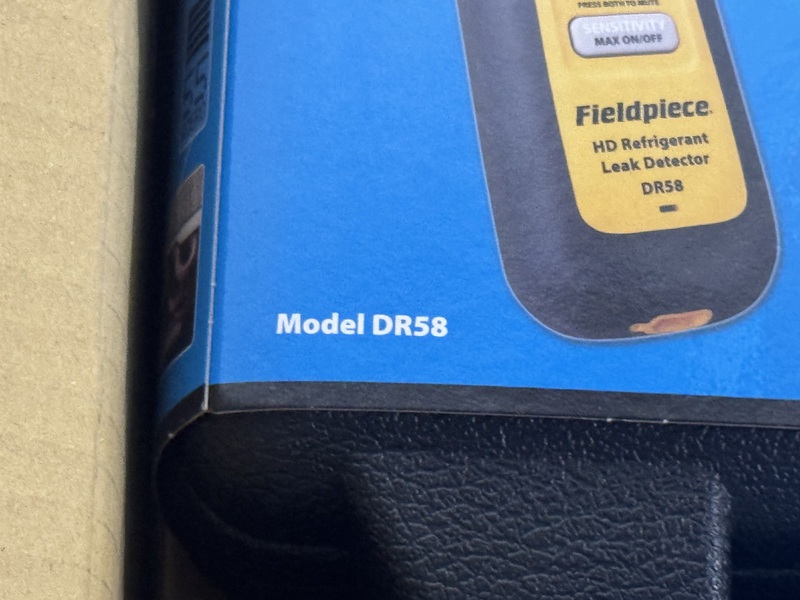 PRESS BOTH TO MUTE
SENSITIVITY
MAX ON/OFF
Fieldpiece
HD Refrigerant
Leak Detector
DR58
Model DR58